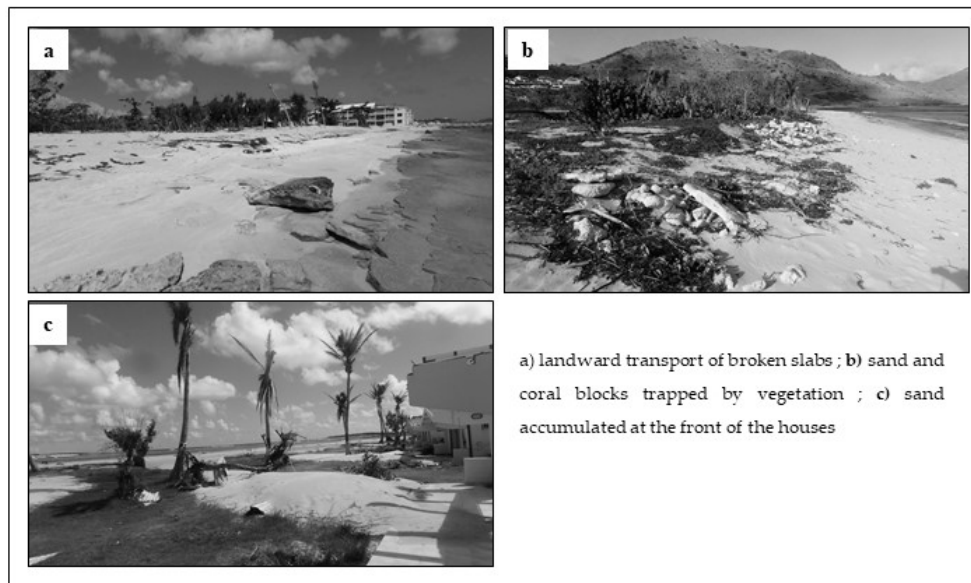 a
b
c
a) landward transport of broken slabs ; b) sand and
coral blocks trapped by vegetation ; c) sand
accumulated at the front of the houses